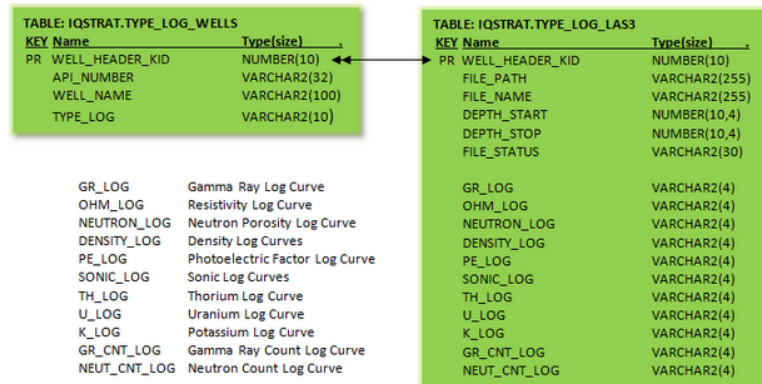 TABLE: IQSTRAT.TYPE_LOG_WELLS
KEY Name Type(size) .
PR WELL_HEADER_KID NUMBER(10)
API_NUMBER VARCHAR2(32)
WELL_NAME VARCHAR2(100)
TYPE_LOG VARCHAR2(10)
TABLE: IQSTRAT.TYPE_LOG_LAS3
KEY Name Type(size) .
PR WELL_HEADER_KID NUMBER(10)
FILE_PATH VARCHAR2(255)
FILE_NAME VARCHAR2(255)
DEPTH_START NUMBER(10,4)
DEPTH_STOP NUMBER(10,4)
FILE_STATUS VARCHAR2(30)
GR_LOG VARCHAR2(4)
OHM_LOG VARCHAR2(4)
NEUTRON_LOG VARCHAR2(4)
DENSITY_LOG VARCHAR2(4)
PE_LOG VARCHAR2(4)
SONIC_LOG VARCHAR2(4)
TH_LOG VARCHAR2(4)
U_LOG VARCHAR2(4)
K_LOG VARCHAR2(4)
GR_CNT_LOG VARCHAR2(4)
NEUT_CNT_LOG VARCHAR2(4)
GR_LOG Gamma Ray Log Curve
OHM_LOG Resistivity Log Curve
NEUTRON_LOG Neutron Porosity Log Curve
DENSITY_LOG Density Log Curves
PE_LOG Photoelectric Factor Log Curve
SONIC_LOG Sonic Log Curves
TH_LOG Thorium Log Curve
U_LOG Uranium Log Curve
K_LOG Potassium Log Curve
GR_CNT_LOG Gamma Ray Count Log Curve
NEUT_CNT_LOG Neutron Count Log Curve